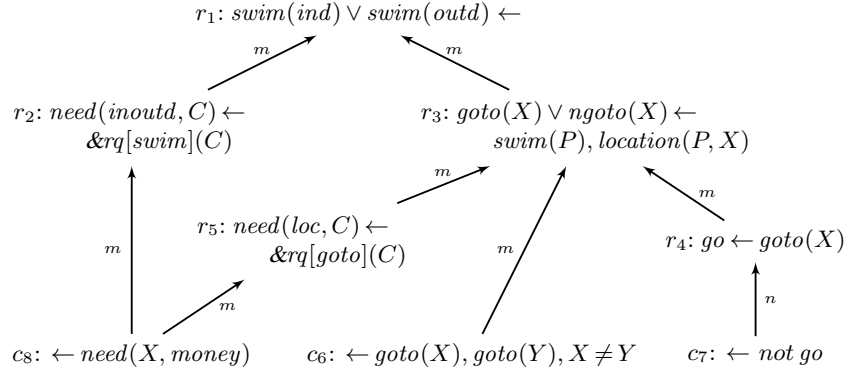 r₁: swim(ind) ∨ swim(outd) ←
m
m
r₂: need(inoutd, C) ←
&rq[swim](C)
r₃: goto(X) ∨ ngoto(X) ←
swim(P), location(P, X)
m
m
m
m
r₅: need(loc, C) ←
&rq[goto](C)
r₄: go ← goto(X)
m
n
c₈: ← need(X, money)
c₆: ← goto(X), goto(Y), X ≠ Y
c₇: ← not go